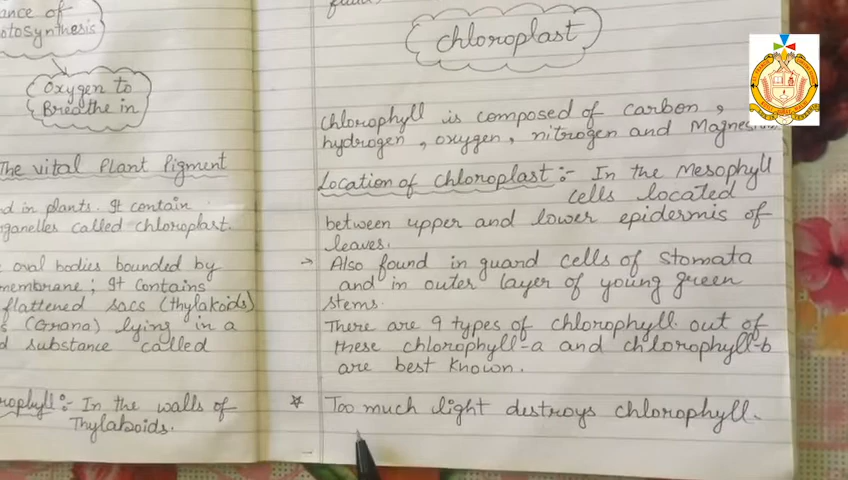 ance of
otosynthesis
Oxygen to
Breathe in
The vital Plant Pigment
d in plants. It contain
ganelles called chloroplast.
oval bodies bounded by
membrane; It contains
flattened sacs (thylakoids)
s (Grana) lying in a
d substance called
rophyll:- In the walls of
Thylakoids.
Chloroplast
Chlorophyll is composed of carbon,
hydrogen, oxygen, nitrogen and Magnesiu
Location of Chloroplast:- In the Mesophyll
cells located
between upper and lower epidermis of
leaves.
→ Also found in guard cells of stomata
and in outer layer of young green
stems.
There are 9 types of chlorophyll. out of
these chlorophyll-a and chlorophyll-b
are best known.
☆ Too much light destroys chlorophyll.